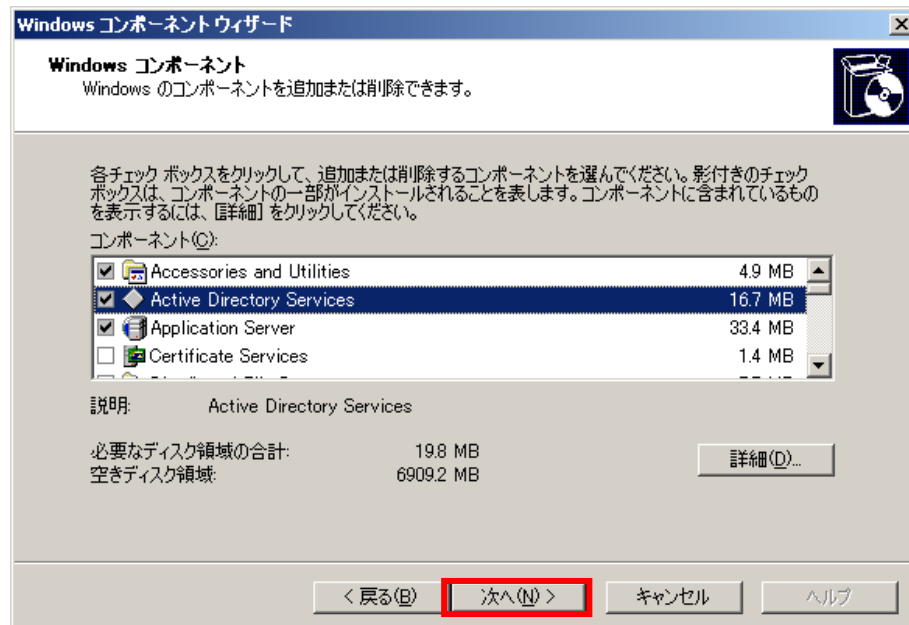 Windows コンポーネント ウィザード
Windows コンポーネント
Windows のコンポーネントを追加または削除できます。
各チェック ボックスをクリックして、追加または削除するコンポーネントを選んでください。影付きのチェック
ボックスは、コンポーネントの一部がインストールされることを表します。コンポーネントに含まれているもの
を表示するには、[詳細] をクリックしてください。
コンポーネント(C):
Accessories and Utilities 4.9 MB
Active Directory Services 16.7 MB
Application Server 33.4 MB
Certificate Services 1.4 MB
説明: Active Directory Services
必要なディスク領域の合計: 19.8 MB
空きディスク領域: 6909.2 MB
詳細(D)...
< 戻る(B) 次へ(N) > キャンセル ヘルプ